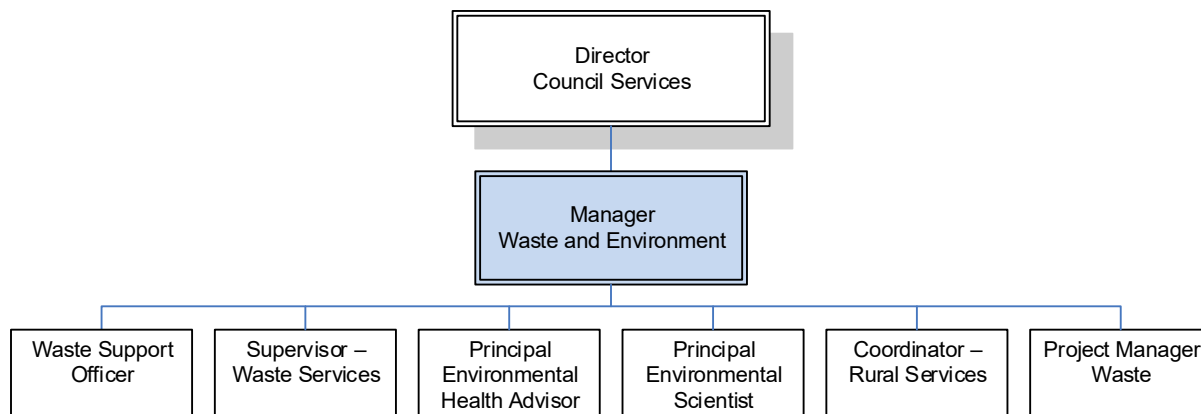 Director
Council Services
Manager
Waste and Environment
Waste Support
Officer
Supervisor –
Waste Services
Principal
Environmental
Health Advisor
Principal
Environmental
Scientist
Coordinator –
Rural Services
Project Manager
Waste